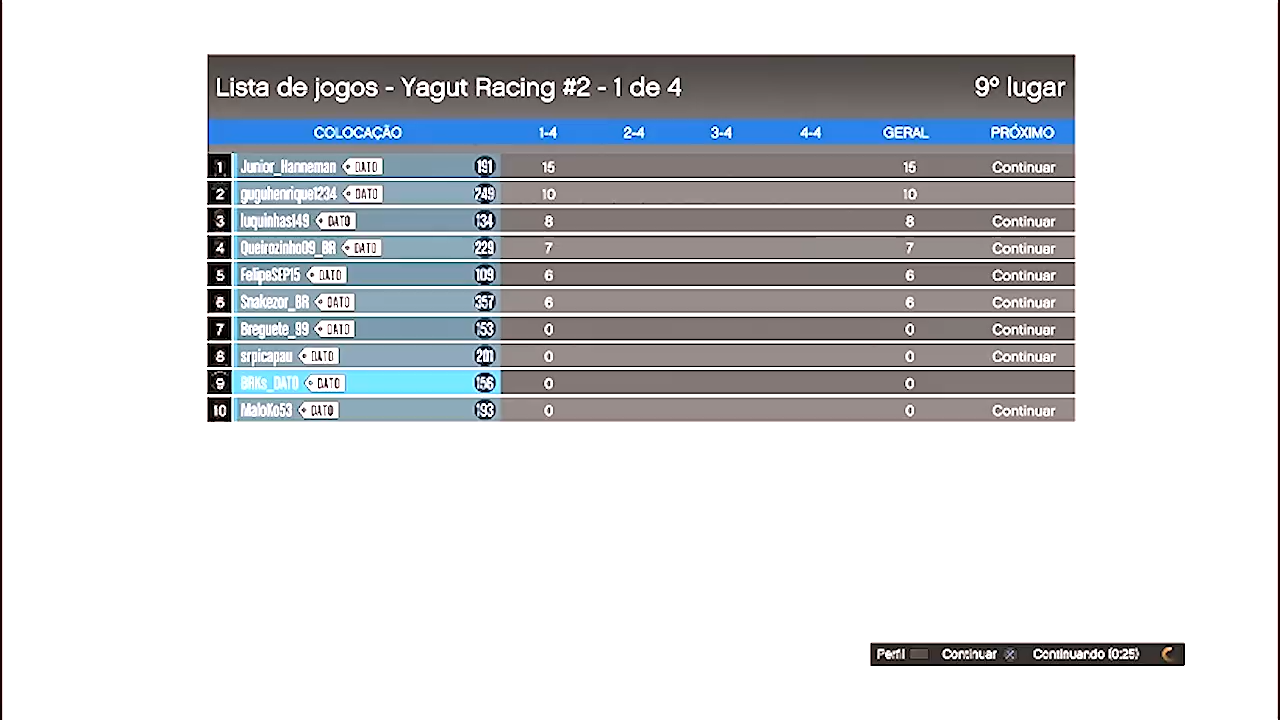 Lista de jogos - Yagut Racing #2 - 1 de 4 9º lugar
COLOCAÇÃO 1-4 2-4 3-4 4-4 GERAL PRÓXIMO
1 Junior_Hanneman DATO 191 15 15 Continuar
2 guguhenrique1234 DATO 249 10 10
3 luquinhas149 DATO 134 8 8 Continuar
4 Queirozinho09_BR DATO 229 7 7 Continuar
5 FelipeSEP15 DATO 109 6 6 Continuar
6 Snakezor_BR DATO 357 6 6 Continuar
7 Breguete_99 DATO 153 0 0 Continuar
8 srpicapau DATO 201 0 0 Continuar
9 BRKs_DATO DATO 156 0 0
10 MaloKo53 DATO 193 0 0 Continuar
Perfil Continuar Continuando (0:25)